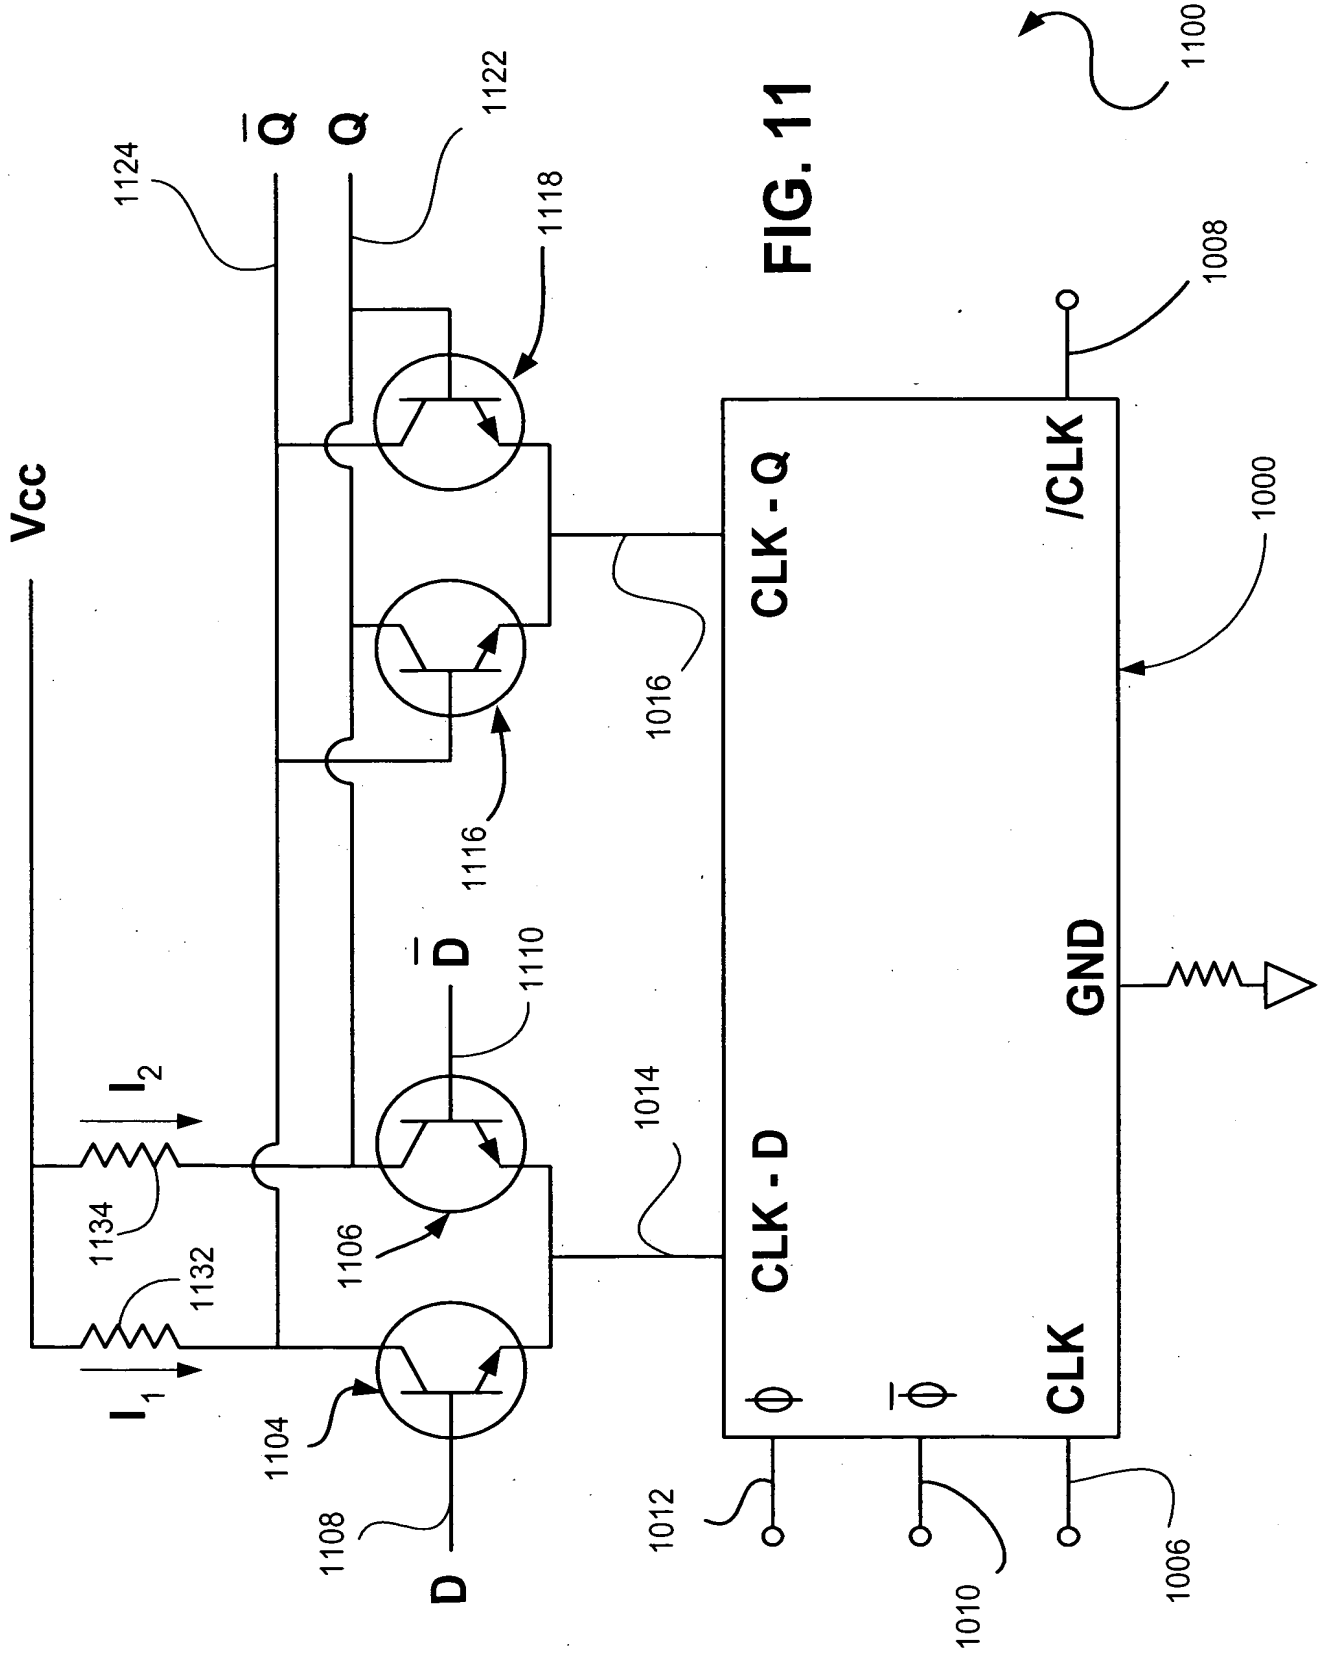 Vcc
I1
I2
1132
1134
1124
Q̅
Q
1122
D
1108
1104
1106
D̅
1110
1116
1118
1014
1016
1012
ϕ
CLK - D
CLK - Q
1010
ϕ̅
1006
CLK
GND
/CLK
1008
1000
FIG. 11
1100